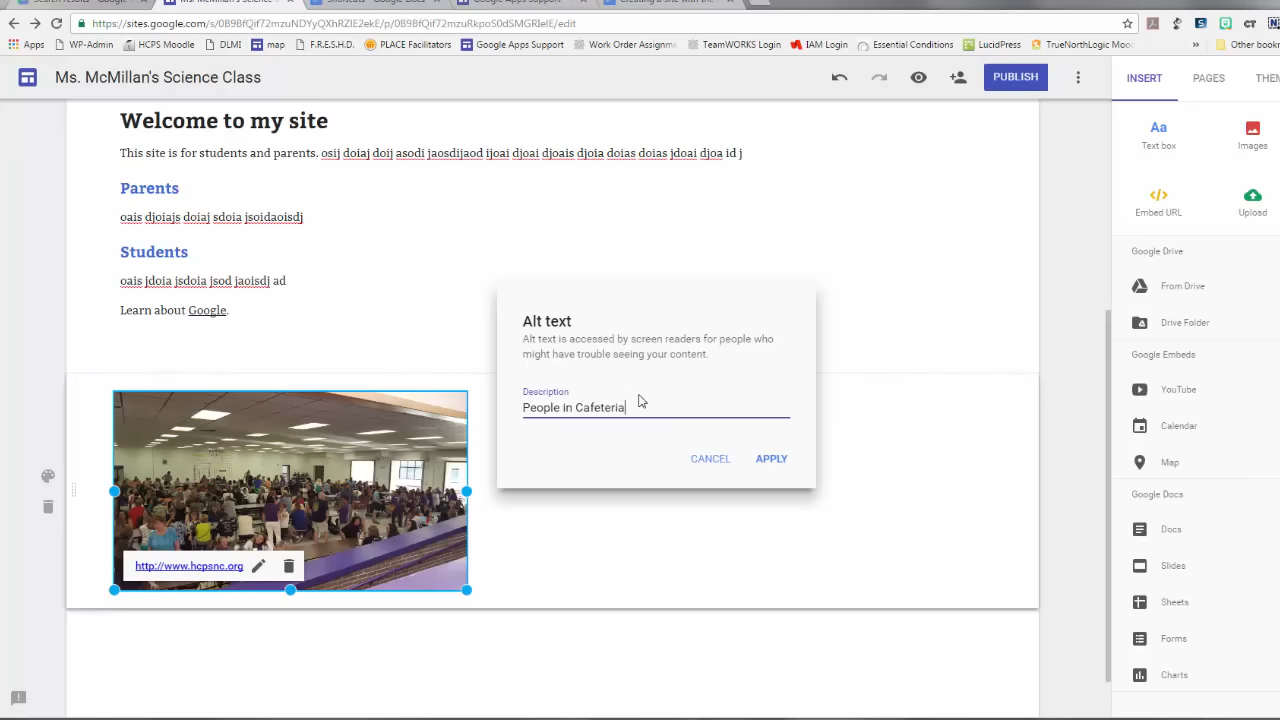 https://sites.google.com/s/0B9BfQif72mzuNDYyQXhRZlE2ekE/p/0B9BfQif72mzuRkpoS0dSMGRIelE/edit
Apps WP-Admin HCPS Moodle DLMI map F.R.E.S.H.D. PLACE Facilitators Google Apps Support Work Order Assignme TeamWORKS Login IAM Login Essential Conditions LucidPress TrueNorthLogic Moo » Other book
Ms. McMillan's Science Class
PUBLISH
INSERT PAGES THEM
Welcome to my site
This site is for students and parents. osij doiaj doij asodi jaosdijaod ijoai djoai djoais djoia doias doias jdoai djoa id j
Parents
oais djoiajs doiaj sdoia jsoidaoisdj
Students
oais jdoia jsdoia jsod jaoisdj ad
Learn about Google.
Alt text
Alt text is accessed by screen readers for people who
might have trouble seeing your content.
Description
People in Cafeteria
CANCEL APPLY
http://www.hcpsnc.org
Aa
Text box Images
Embed URL Upload
Google Drive
From Drive
Drive Folder
Google Embeds
YouTube
Calendar
Map
Google Docs
Docs
Slides
Sheets
Forms
Charts